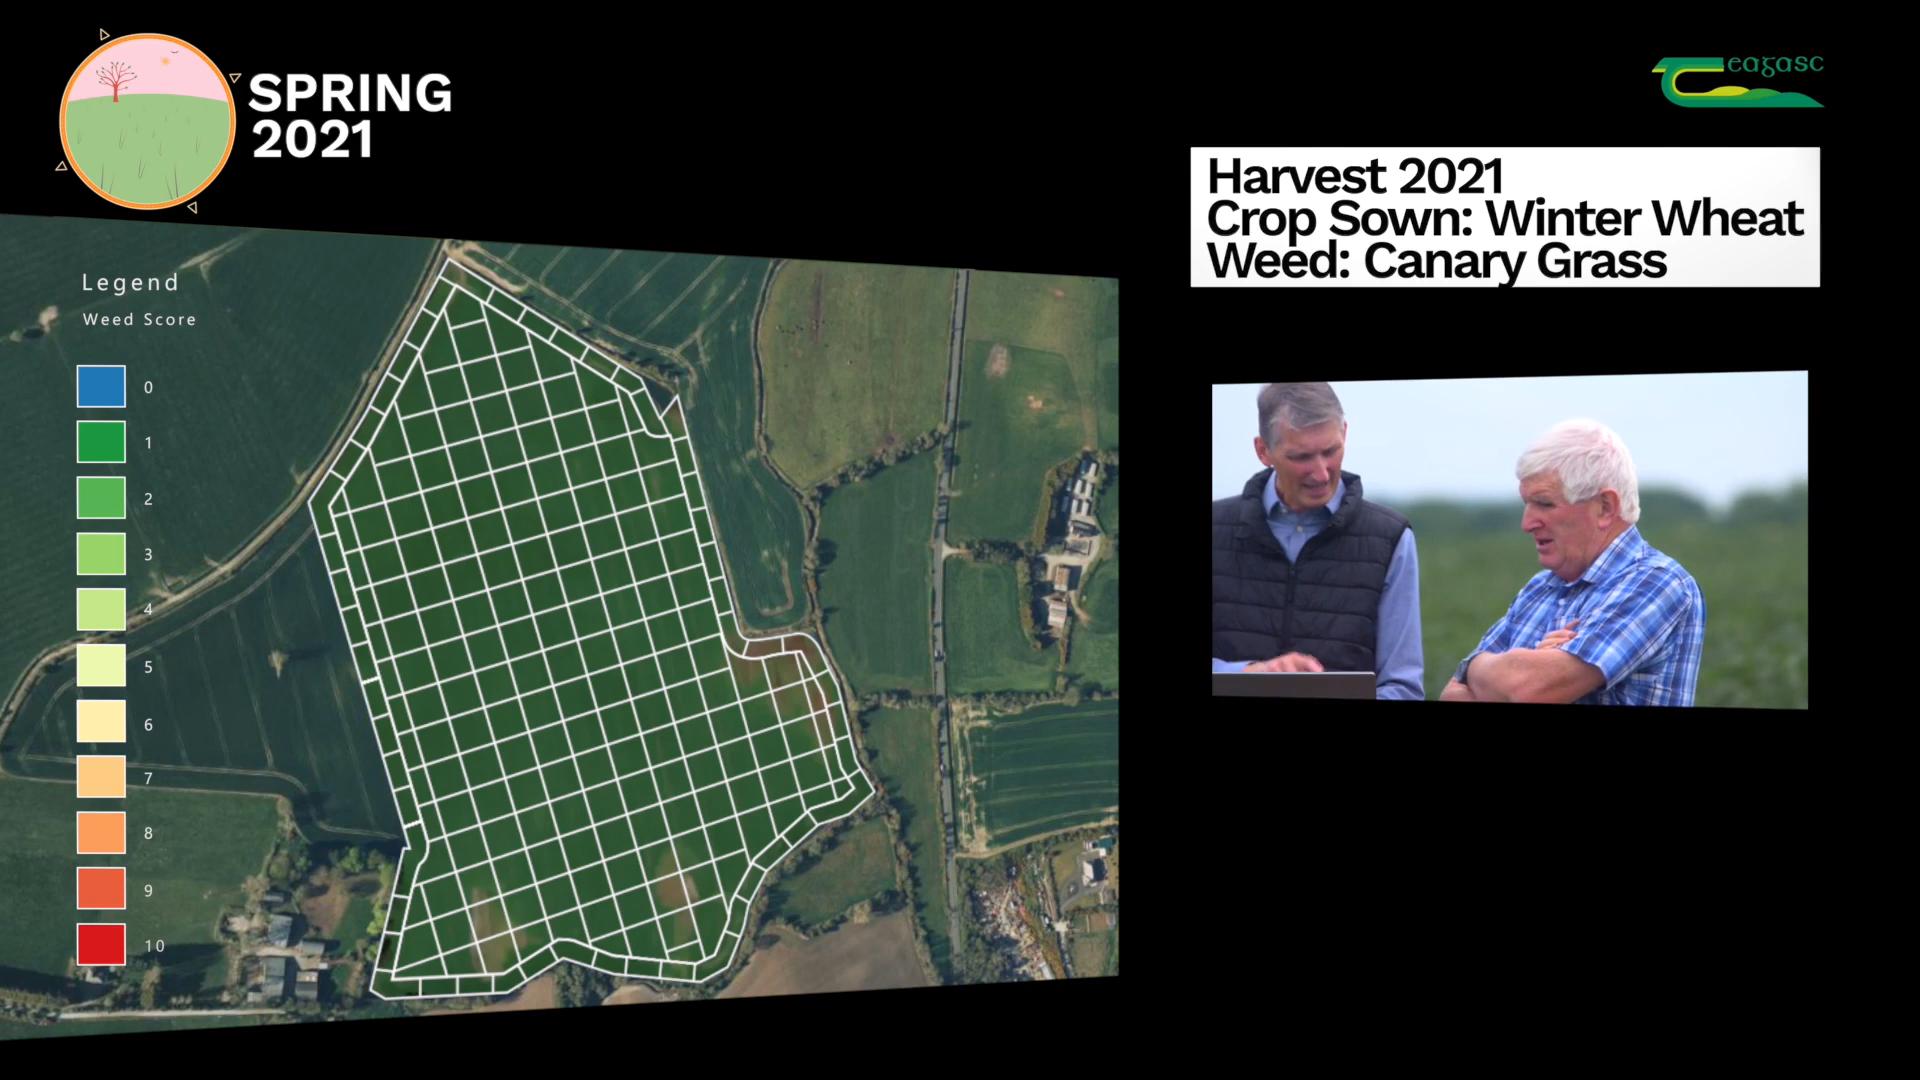 SPRING
2021
eagasc
Harvest 2021
Crop Sown: Winter Wheat
Weed: Canary Grass
Legend
Weed Score
0
1
2
3
4
5
6
7
8
9
10